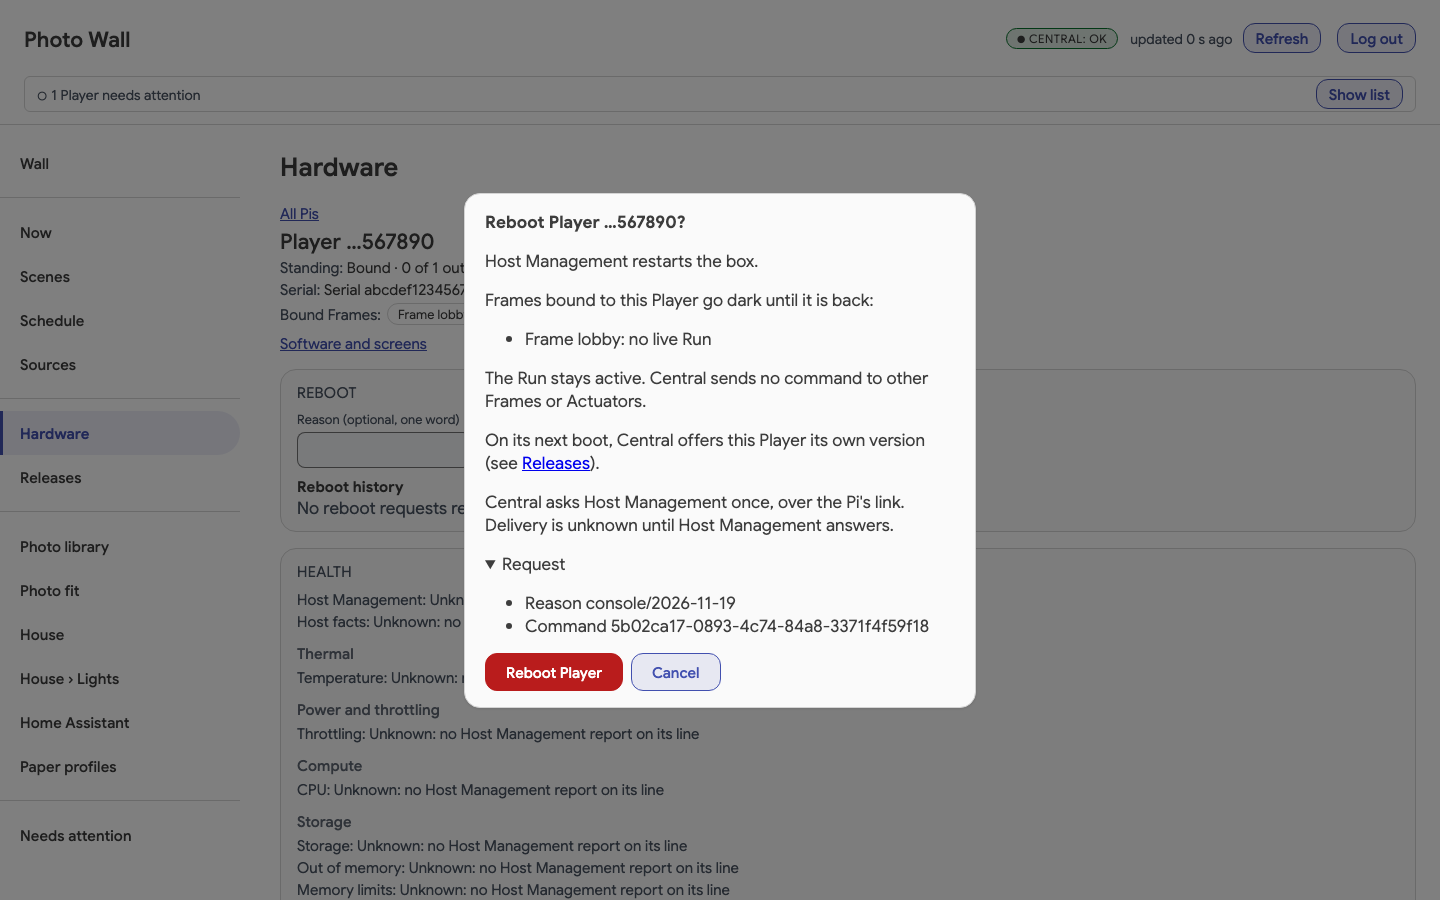 Photo Wall
CENTRAL: OK
updated 0 s ago
Refresh
Log out
1 Player needs attention
Show list
Wall
Now
Scenes
Schedule
Sources
Hardware
Releases
Photo library
Photo fit
House
House › Lights
Home Assistant
Paper profiles
Needs attention
Hardware
All Pis
Player …567890
Standing: Bound · 0 of 1 out
Serial: Serial abcdef1234567
Bound Frames: Frame lobb
Software and screens
REBOOT
Reason (optional, one word)
Reboot history
No reboot requests re
HEALTH
Host Management: Unkn
Host facts: Unknown: no
Thermal
Temperature: Unknown:
Power and throttling
Throttling: Unknown: no Host Management report on its line
Compute
CPU: Unknown: no Host Management report on its line
Storage
Storage: Unknown: no Host Management report on its line
Out of memory: Unknown: no Host Management report on its line
Memory limits: Unknown: no Host Management report on its line
Reboot Player …567890?
Host Management restarts the box.
Frames bound to this Player go dark until it is back:
• Frame lobby: no live Run
The Run stays active. Central sends no command to other
Frames or Actuators.
On its next boot, Central offers this Player its own version
(see Releases).
Central asks Host Management once, over the Pi's link.
Delivery is unknown until Host Management answers.
▼ Request
• Reason console/2026-11-19
• Command 5b02ca17-0893-4c74-84a8-3371f4f59f18
Reboot Player
Cancel